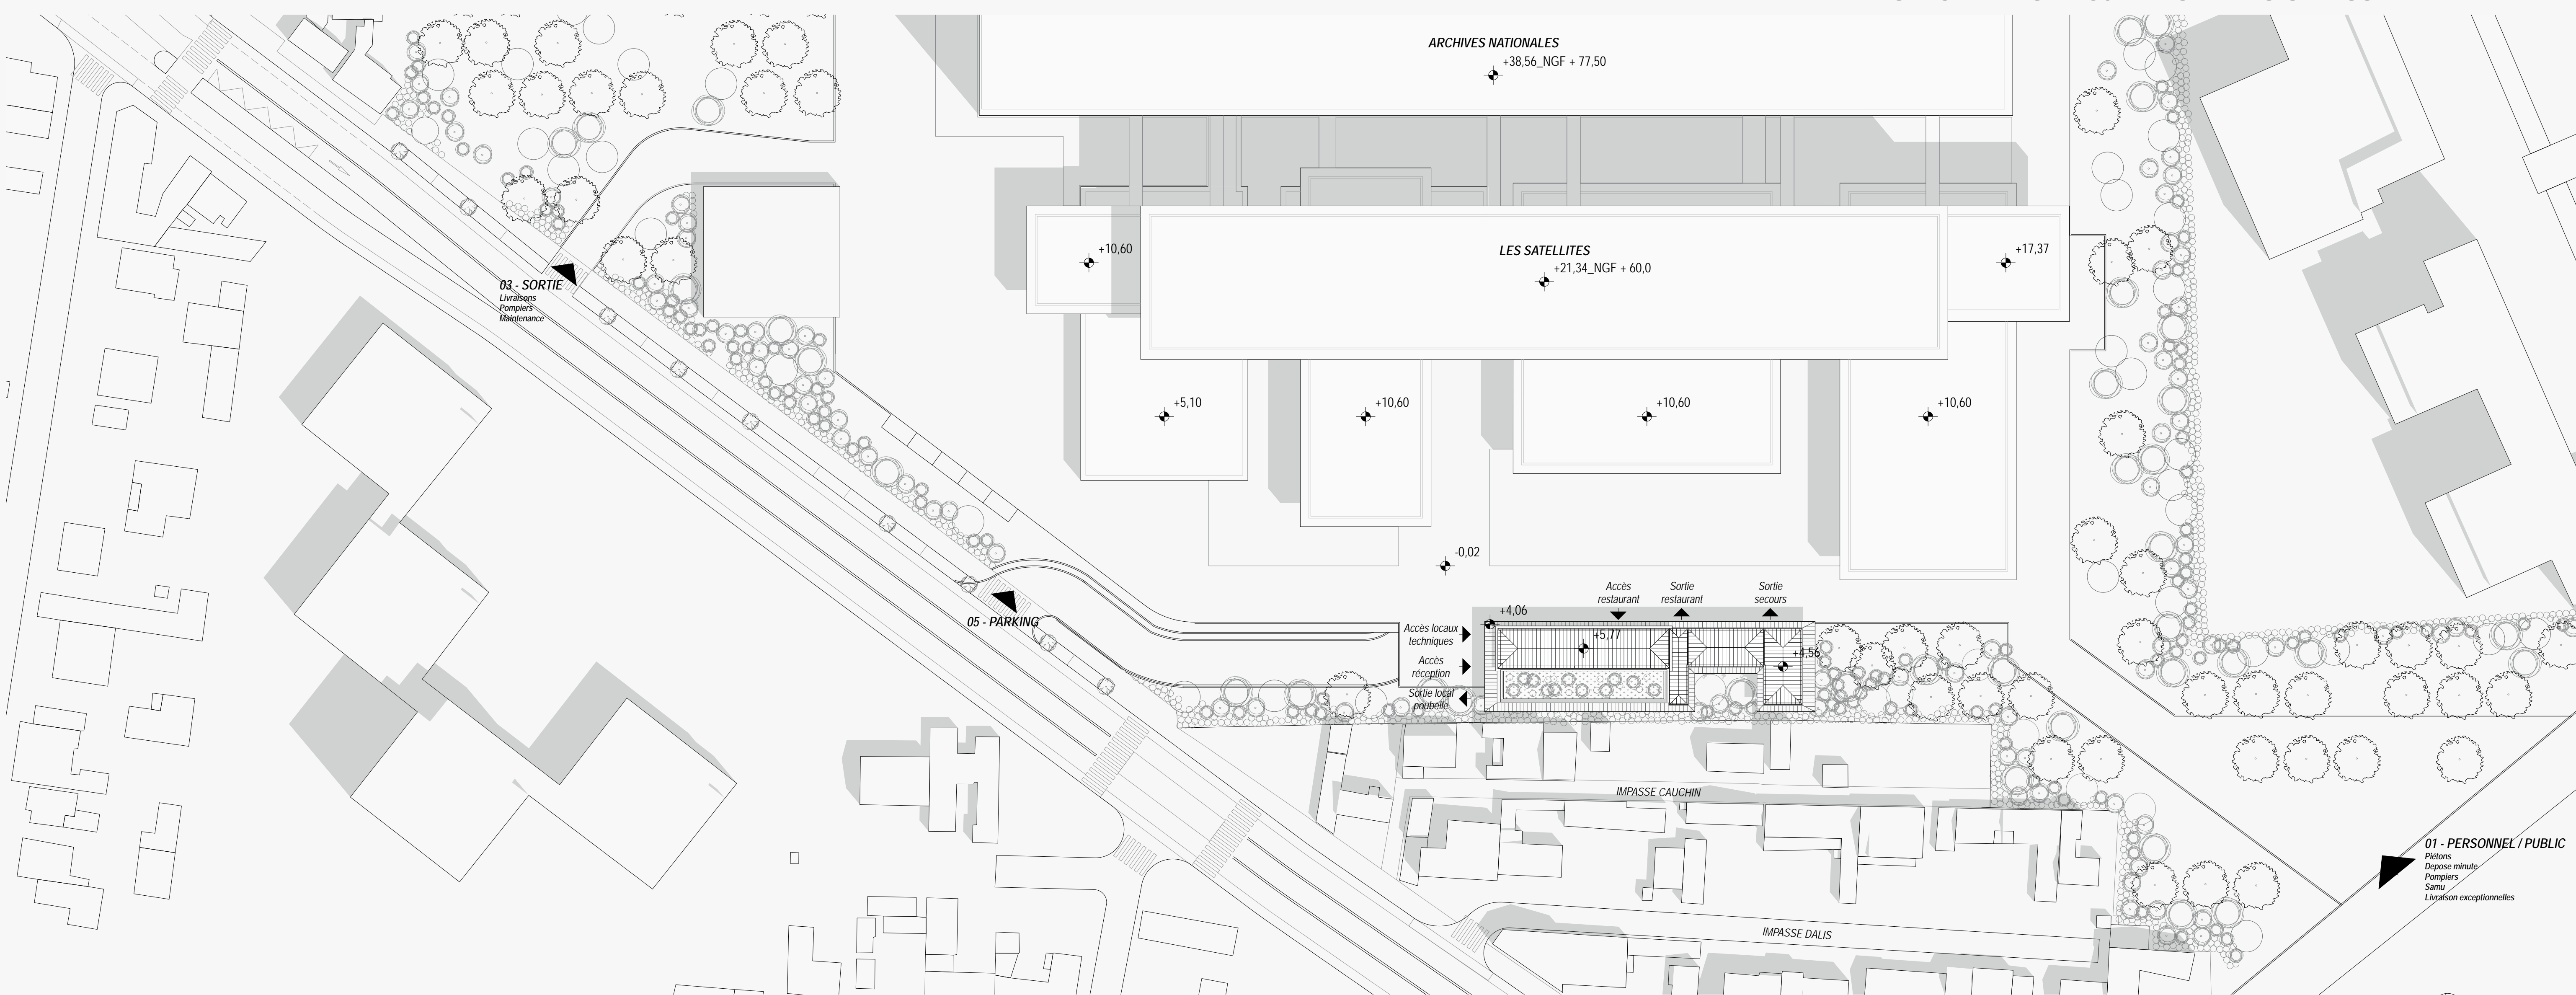 ARCHIVES NATIONALES
+38,56_NGF + 77,50
LES SATELLITES
+21,34_NGF + 60,0
+10,60
+17,37
03 - SORTIE
Livraisons
Pompiers
Maintenance
+5,10
+10,60
+10,60
+10,60
-0,02
05 - PARKING
Accès
restaurant
Sortie
restaurant
Sortie
secours
+4,06
+5,77
+4,56
Accès locaux
techniques
Accès
réception
Sortie local
poubelle
IMPASSE CAUCHIN
IMPASSE DALIS
01 - PERSONNEL / PUBLIC
Piétons
Depose minute
Pompiers
Samu
Livraison exceptionnelles